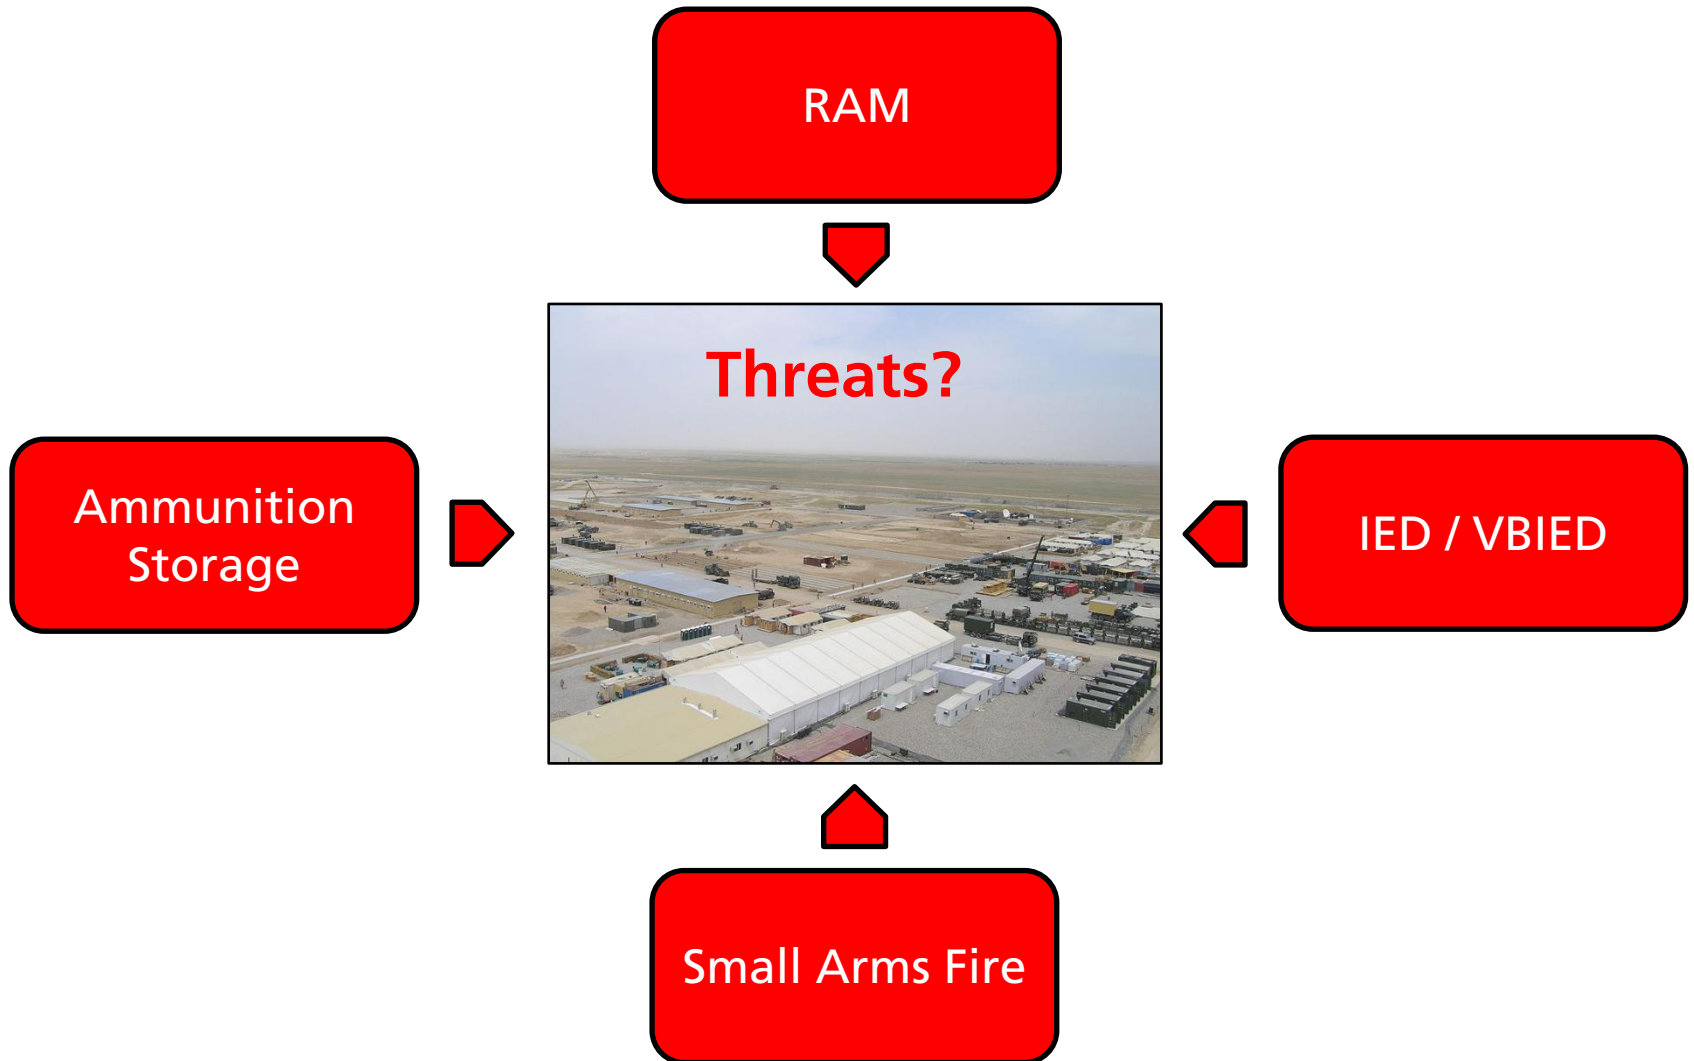 RAM
Threats?
Ammunition
Storage
IED / VBIED
Small Arms Fire